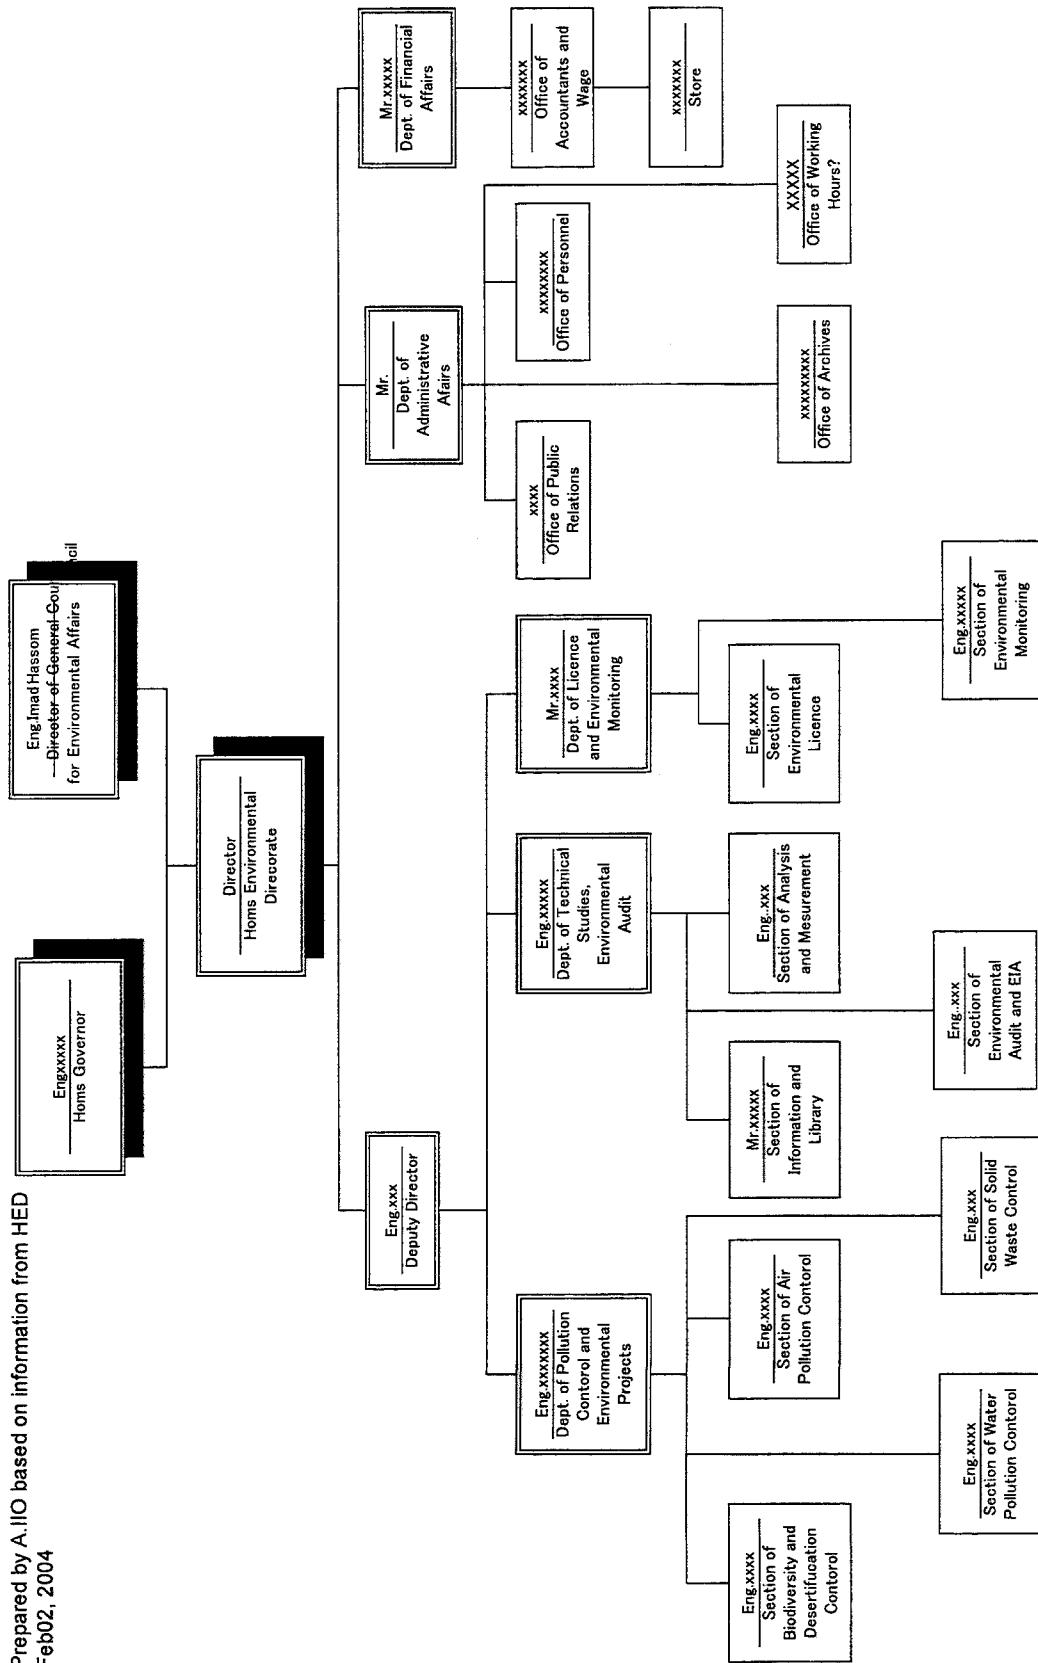 Prepared by A.IIO based on information from HED
Feb02, 2004
Engxxxxx
Homs Governor
Eng.Imad Hassom
Director of General Council
for Environmental Affairs
Director
Homs Environmental
Direcorate
Eng.xxx
Deputy Director
Mr.
Dept. of
Administrative
Afairs
Mr.xxxxx
Dept. of Financial
Affairs
Eng.xxxxxxx
Dept. of Pollution
Contorol and
Environmental
Projects
Eng.xxxxx
Dept. of Technical
Studies,
Environmental
Audit
Mr.xxxx
Dept. of Licence
and Environmental
Monitoring
xxxx
Office of Public
Relations
xxxxxxxx
Office of Personnel
xxxxxxx
Office of
Accountants and
Wage
xxxxxxxx
Store
Eng.xxxx
Section of
Biodiversity and
Desertifucation
Contorol
Eng.xxxx
Section of Air
Pollution Contorol
Mr.xxxxx
Section of
Information and
Library
Eng..xxx
Section of Analysis
and Mesurement
Eng.xxxx
Section of
Environmental
Licence
xxxxxxxxx
Office of Archives
XXXXX
Office of Working
Hours?
Eng.xxxx
Section of Water
Pollution Contorol
Eng.xxx
Section of Solid
Waste Control
Eng..xxx
Section of
Environmental
Audit and EIA
Eng.xxxxx
Section of
Environmental
Monitoring